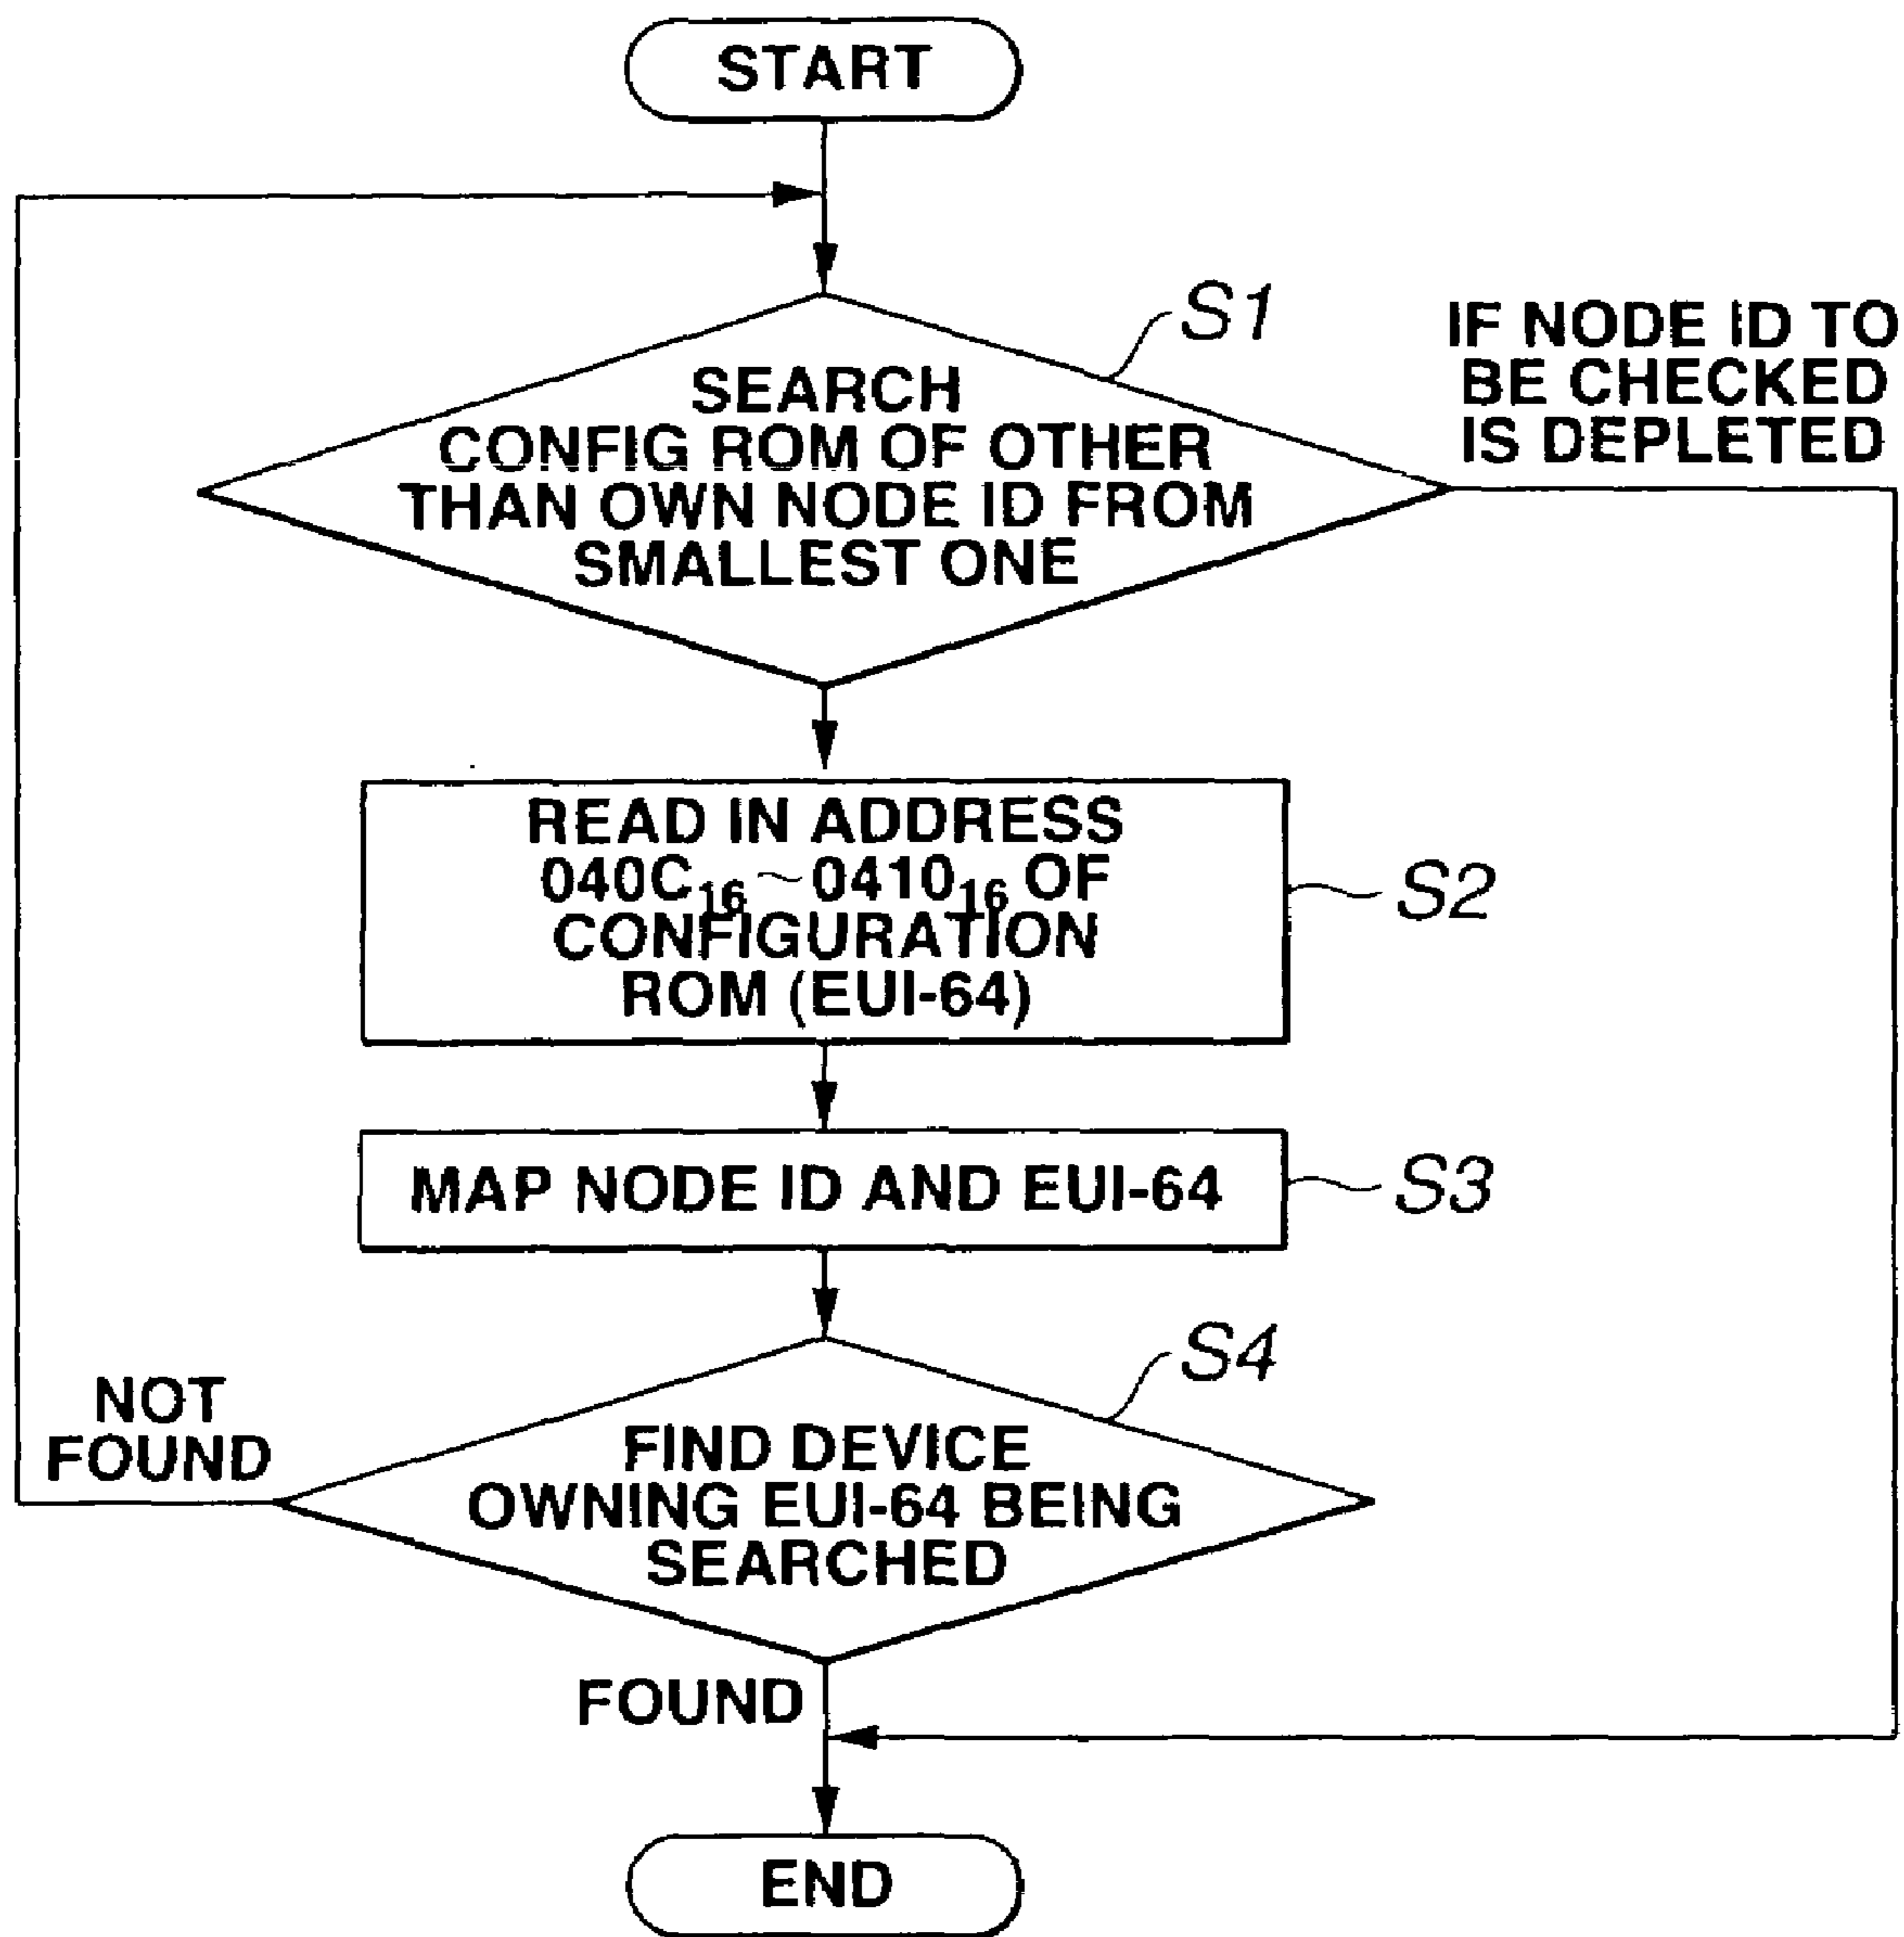 START
S1
IF NODE ID TO
BE CHECKED
IS DEPLETED
SEARCH
CONFIG ROM OF OTHER
THAN OWN NODE ID FROM
SMALLEST ONE
READ IN ADDRESS
040C₁₆ ~ 0410₁₆ OF
CONFIGURATION
ROM (EUI-64)
S2
MAP NODE ID AND EUI-64
S3
S4
NOT
FOUND
FIND DEVICE
OWNING EUI-64 BEING
SEARCHED
FOUND
END